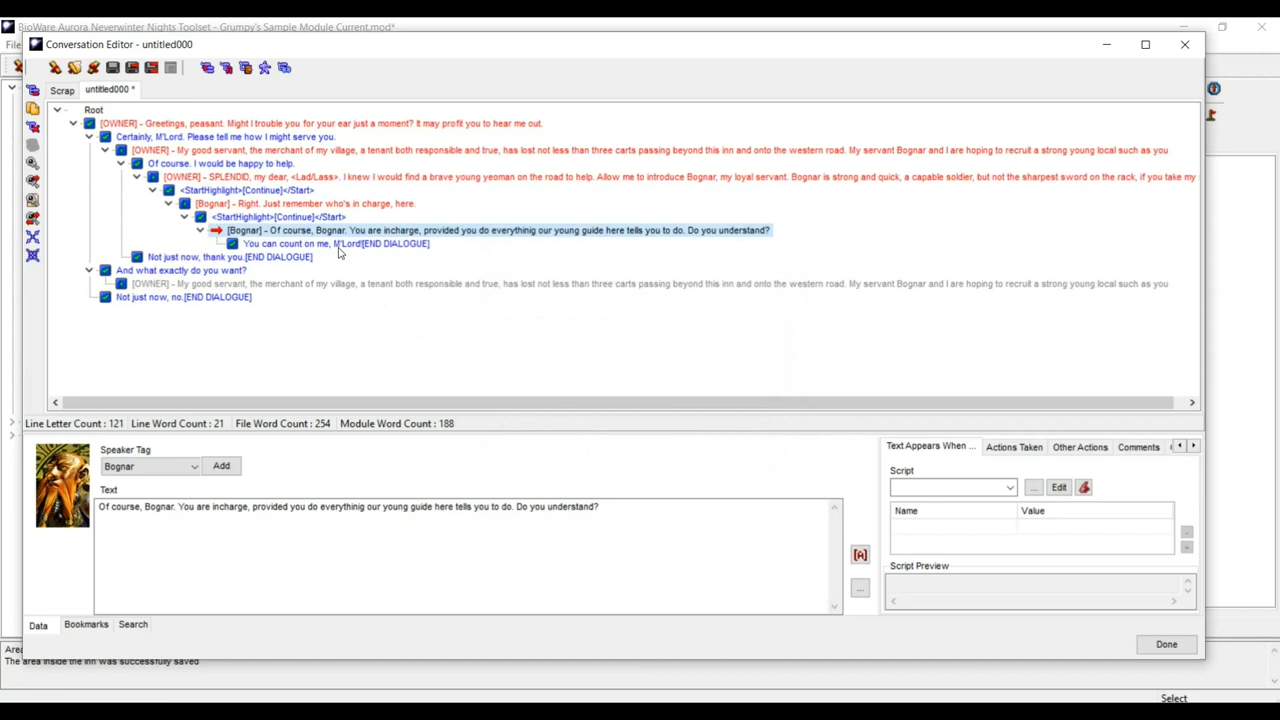 BioWare Aurora Neverwinter Nights Toolset - Grumpy's Sample Module Current.mod*
Fil
Conversation Editor - untitled000
Scrap
untitled000 *
Root
[OWNER] - Greetings, peasant. Might I trouble you for your ear just a moment? It may profit you to hear me out.
Certainly, M'Lord. Please tell me how I might serve you.
[OWNER] - My good servant, the merchant of my village, a tenant both responsible and true, has lost not less than three carts passing beyond this inn and onto the western road. My servant Bognar and I are hoping to recruit a strong young local such as you
Of course. I would be happy to help.
[OWNER] - SPLENDID, my dear, <Lad/Lass>. I knew I would find a brave young yeoman on the road to help. Allow me to introduce Bognar, my loyal servant. Bognar is strong and quick, a capable soldier, but not the sharpest sword on the rack, if you take my
<StartHighlight>[Continue]</Start>
[Bognar] - Right. Just remember who's in charge, here.
<StartHighlight>[Continue]</Start>
[Bognar] - Of course, Bognar. You are incharge, provided you do everythinig our young guide here tells you to do. Do you understand?
You can count on me, M'Lord![END DIALOGUE]
Not just now, thank you.[END DIALOGUE]
And what exactly do you want?
[OWNER] - My good servant, the merchant of my village, a tenant both responsible and true, has lost not less than three carts passing beyond this inn and onto the western road. My servant Bognar and I are hoping to recruit a strong young local such as you
Not just now, no.[END DIALOGUE]
Line Letter Count : 121 Line Word Count : 21 File Word Count : 254 Module Word Count : 188
Speaker Tag
Bognar
Add
Text
Of course, Bognar. You are incharge, provided you do everythinig our young guide here tells you to do. Do you understand?
[A]
...
Text Appears When ...
Actions Taken
Other Actions
Comments
Script
...
Edit
Name
Value
Script Preview
Data
Bookmarks
Search
Done
Area
The area inside the inn was successfully saved
Select